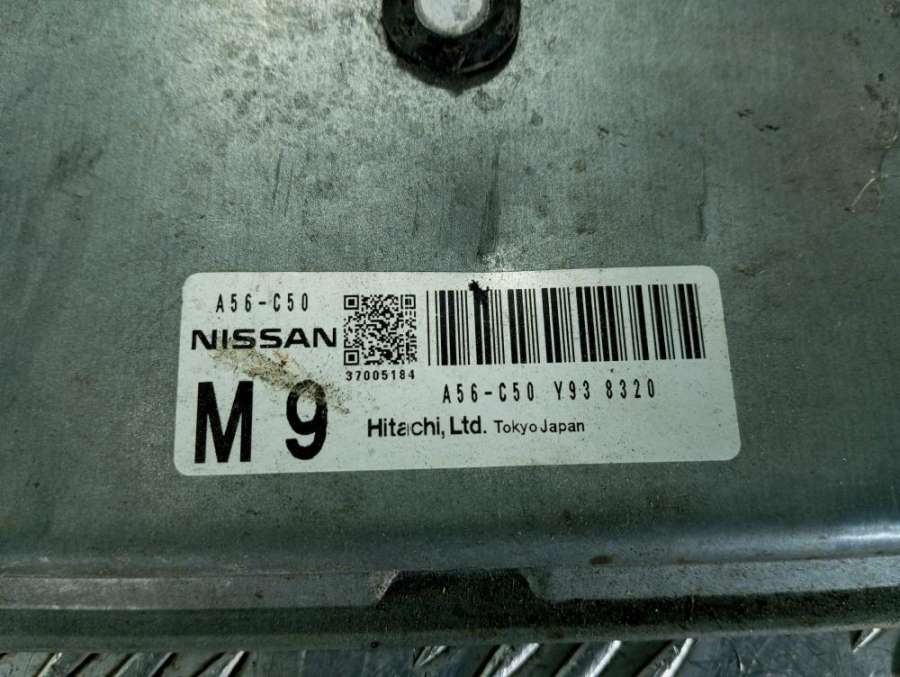 A56-C50
NISSAN
37005184
M 9
A56-C50 Y93 8320
Hitachi, Ltd. Tokyo Japan